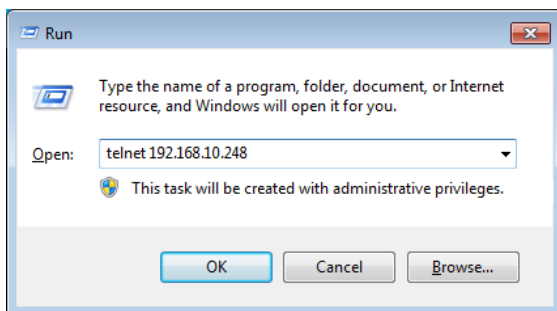 Run
Type the name of a program, folder, document, or Internet
resource, and Windows will open it for you.
Open: telnet 192.168.10.248
This task will be created with administrative privileges.
OK Cancel Browse...